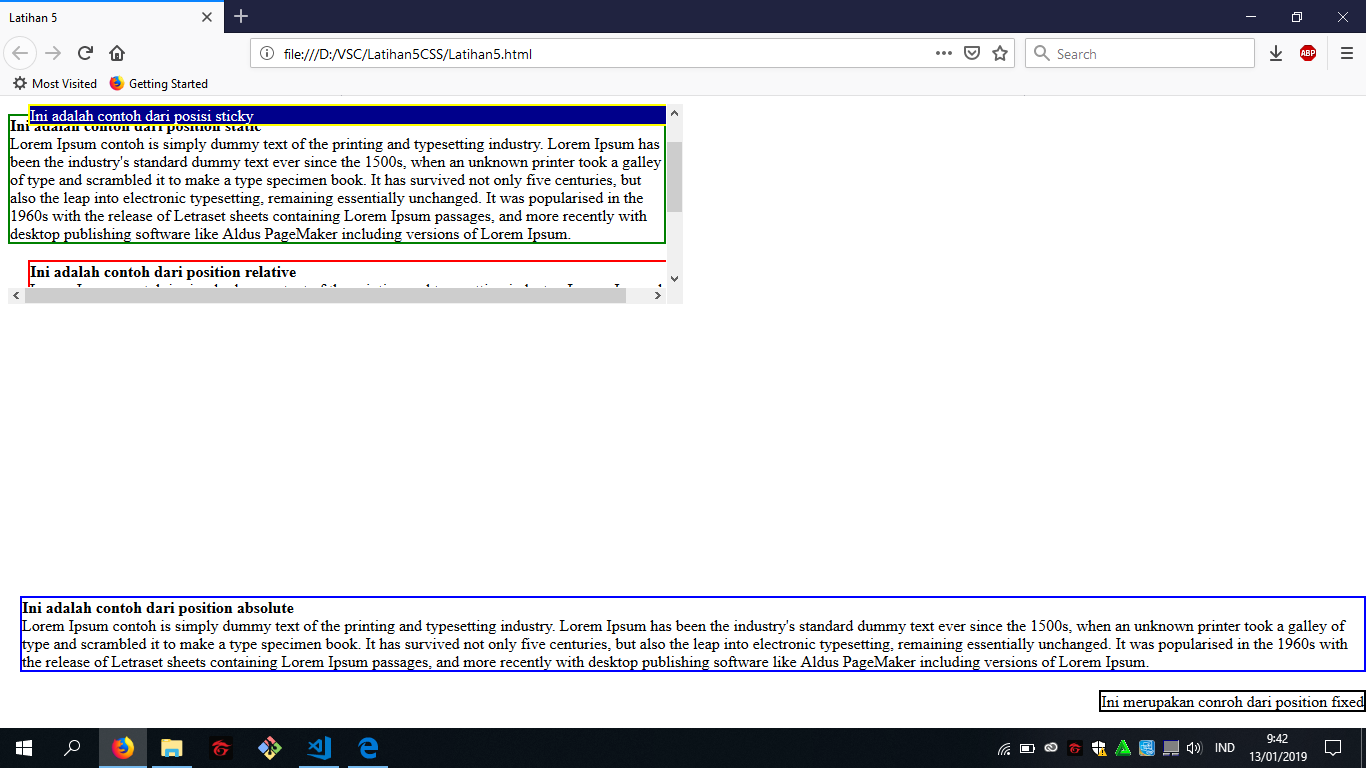 Latihan 5
file:///D:/VSC/Latihan5CSS/Latihan5.html
Search
ABP
Most Visited
Getting Started
Ini adalah contoh dari posisi sticky
Ini adalah contoh dari position static
Lorem Ipsum contoh is simply dummy text of the printing and typesetting industry. Lorem Ipsum has
been the industry's standard dummy text ever since the 1500s, when an unknown printer took a galley
of type and scrambled it to make a type specimen book. It has survived not only five centuries, but
also the leap into electronic typesetting, remaining essentially unchanged. It was popularised in the
1960s with the release of Letraset sheets containing Lorem Ipsum passages, and more recently with
desktop publishing software like Aldus PageMaker including versions of Lorem Ipsum.
Ini adalah contoh dari position relative
Ini adalah contoh dari position absolute
Lorem Ipsum contoh is simply dummy text of the printing and typesetting industry. Lorem Ipsum has been the industry's standard dummy text ever since the 1500s, when an unknown printer took a galley of
type and scrambled it to make a type specimen book. It has survived not only five centuries, but also the leap into electronic typesetting, remaining essentially unchanged. It was popularised in the 1960s with
the release of Letraset sheets containing Lorem Ipsum passages, and more recently with desktop publishing software like Aldus PageMaker including versions of Lorem Ipsum.
Ini merupakan conroh dari position fixed
IND
9:42
13/01/2019